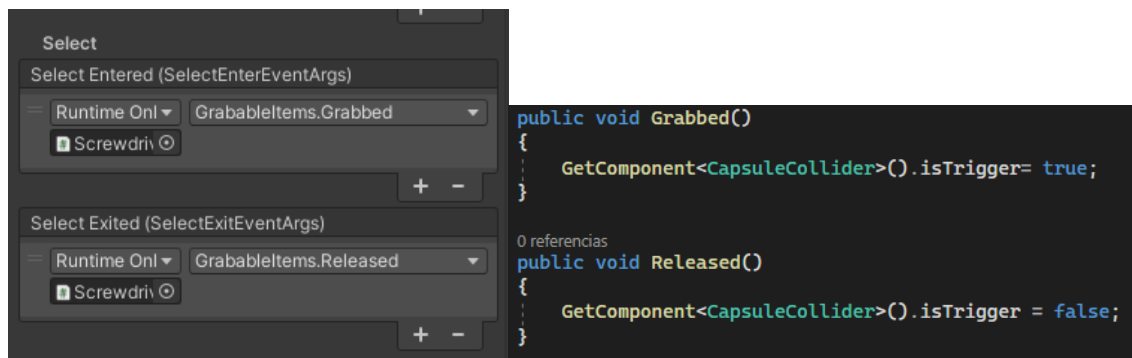 Select
Select Entered (SelectEnterEventArgs)
Runtime Onl GrabableItems.Grabbed
Screwdriv
+ -
Select Exited (SelectExitEventArgs)
Runtime Onl GrabableItems.Released
Screwdriv
+ -
public void Grabbed()
{
GetComponent<CapsuleCollider>().isTrigger= true;
}
0 referencias
public void Released()
{
GetComponent<CapsuleCollider>().isTrigger = false;
}